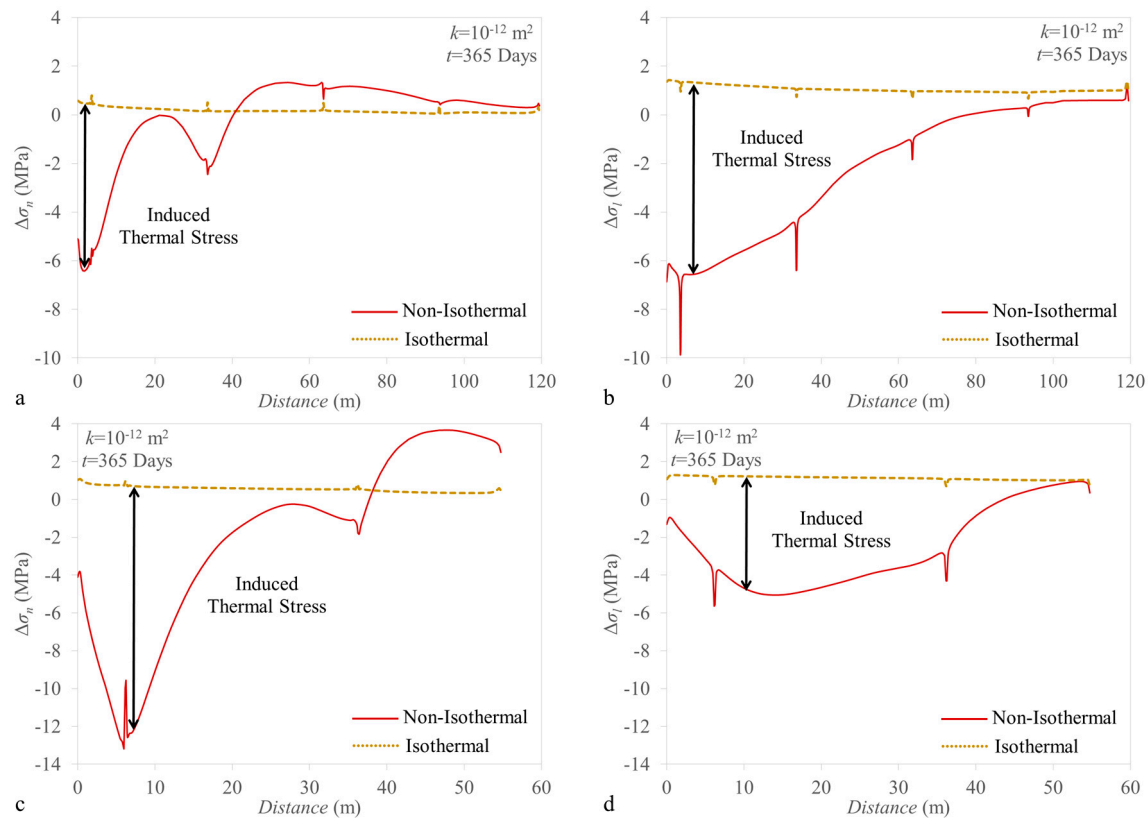 4
2
0
-2
-4
-6
-8
-10
Δσn (MPa)
k=10-12 m2
t=365 Days
Induced
Thermal Stress
Non-Isothermal
Isothermal
0 20 40 60 80 100 120
a
Distance (m)
4
2
0
-2
-4
-6
-8
-10
Δσl (MPa)
k=10-12 m2
t=365 Days
Induced
Thermal Stress
Non-Isothermal
Isothermal
0 20 40 60 80 100 120
b
Distance (m)
4
2
0
-2
-4
-6
-8
-10
-12
-14
Δσn (MPa)
k=10-12 m2
t=365 Days
Induced
Thermal Stress
Non-Isothermal
Isothermal
0 10 20 30 40 50 60
c
Distance (m)
4
2
0
-2
-4
-6
-8
-10
-12
-14
Δσl (MPa)
k=10-12 m2
t=365 Days
Induced
Thermal Stress
Non-Isothermal
Isothermal
0 10 20 30 40 50 60
d
Distance (m)